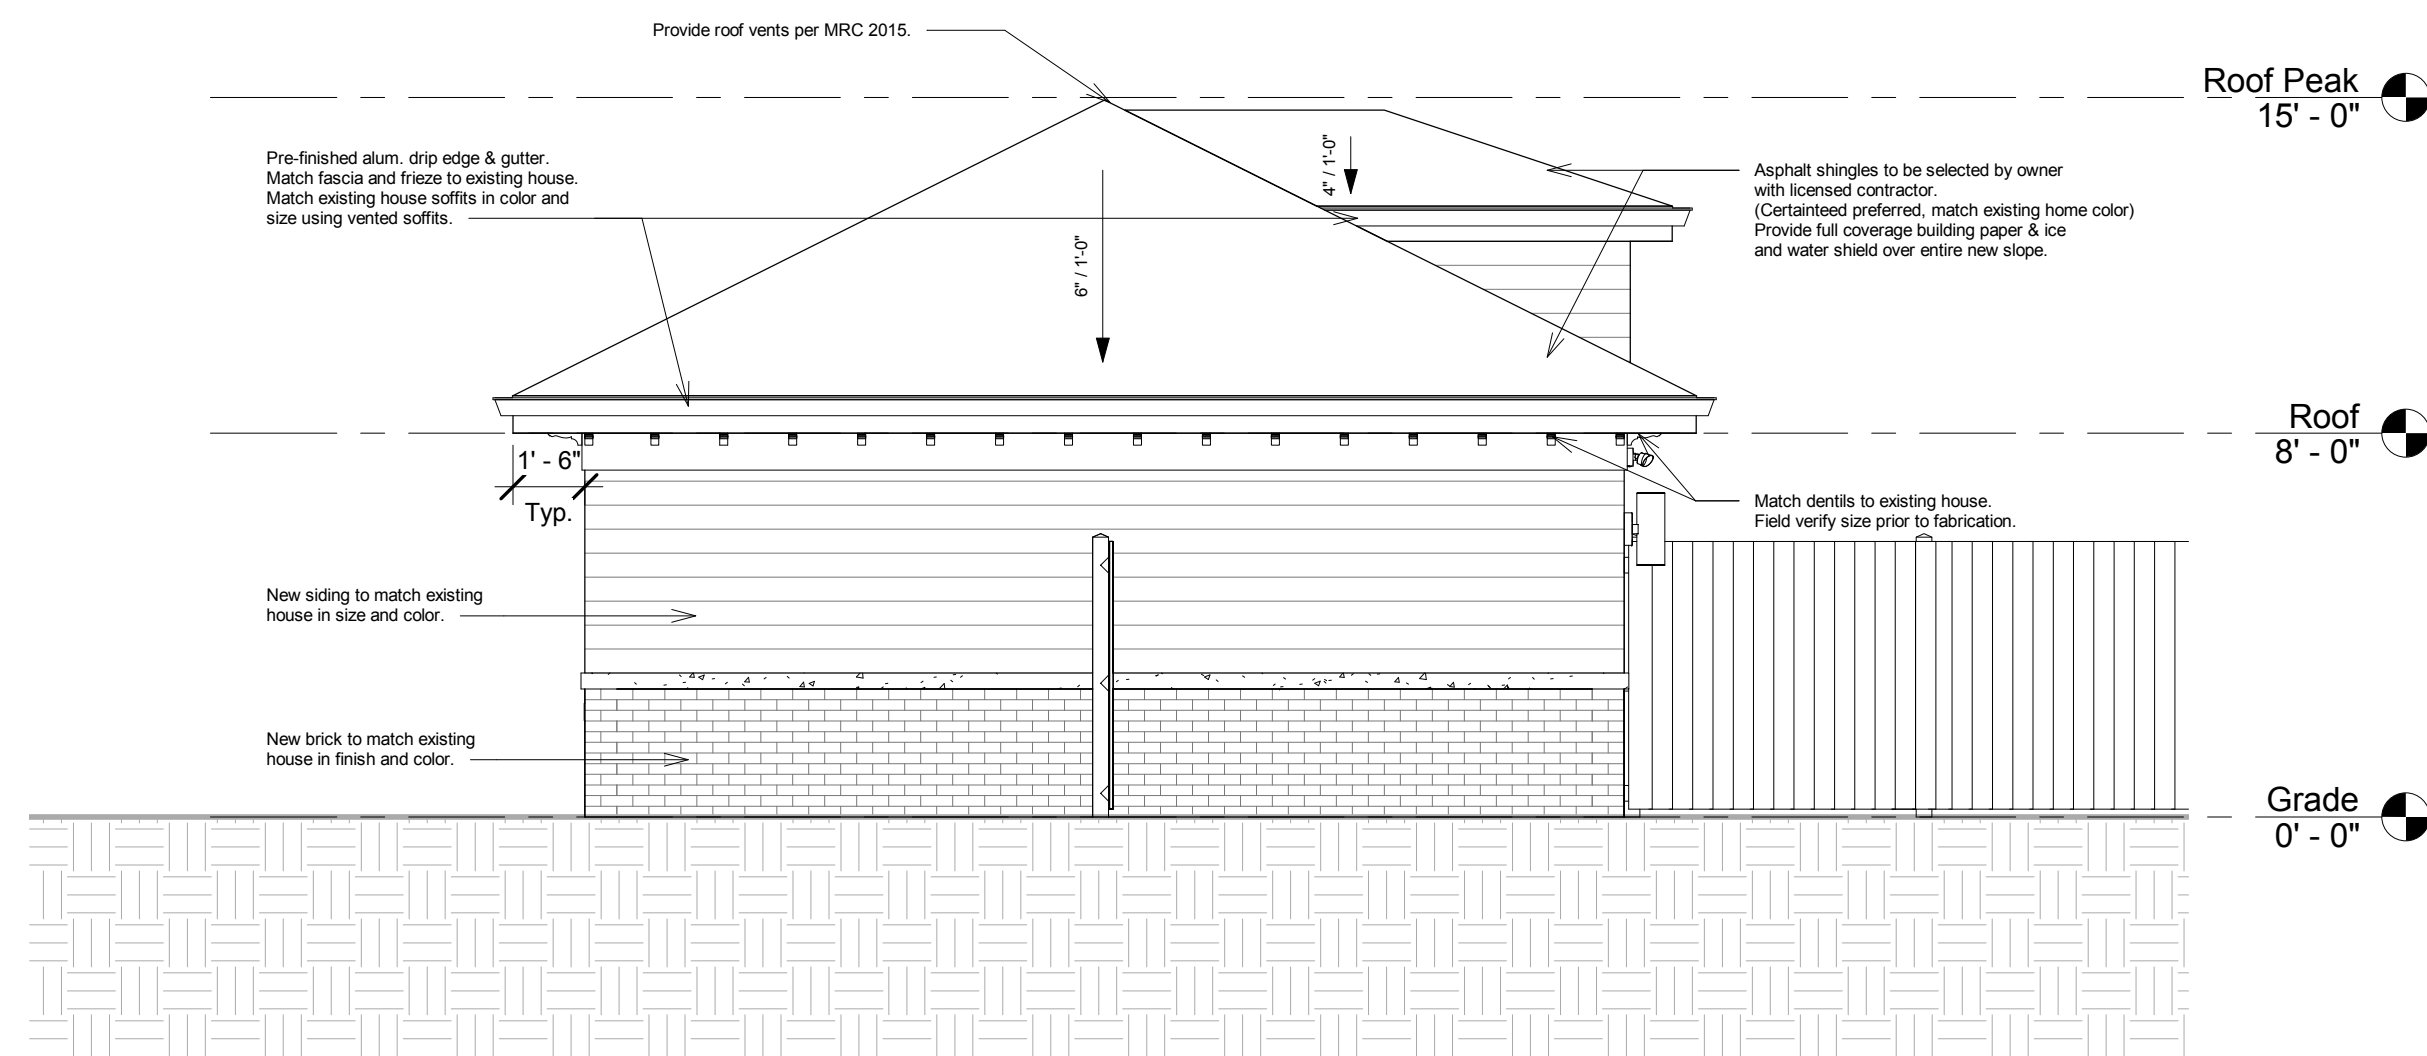 Provide roof vents per MRC 2015.
Roof Peak
15' - 0"
Pre-finished alum. drip edge & gutter.
Match fascia and frieze to existing house.
Match existing house soffits in color and
size using vented soffits.
4" / 1'-0"
Asphalt shingles to be selected by owner
with licensed contractor.
(Certainteed preferred, match existing home color)
Provide full coverage building paper & ice
and water shield over entire new slope.
6" / 1'-0"
Roof
8' - 0"
1' - 6"
Typ.
Match dentils to existing house.
Field verify size prior to fabrication.
New siding to match existing
house in size and color.
New brick to match existing
house in finish and color.
Grade
0' - 0"